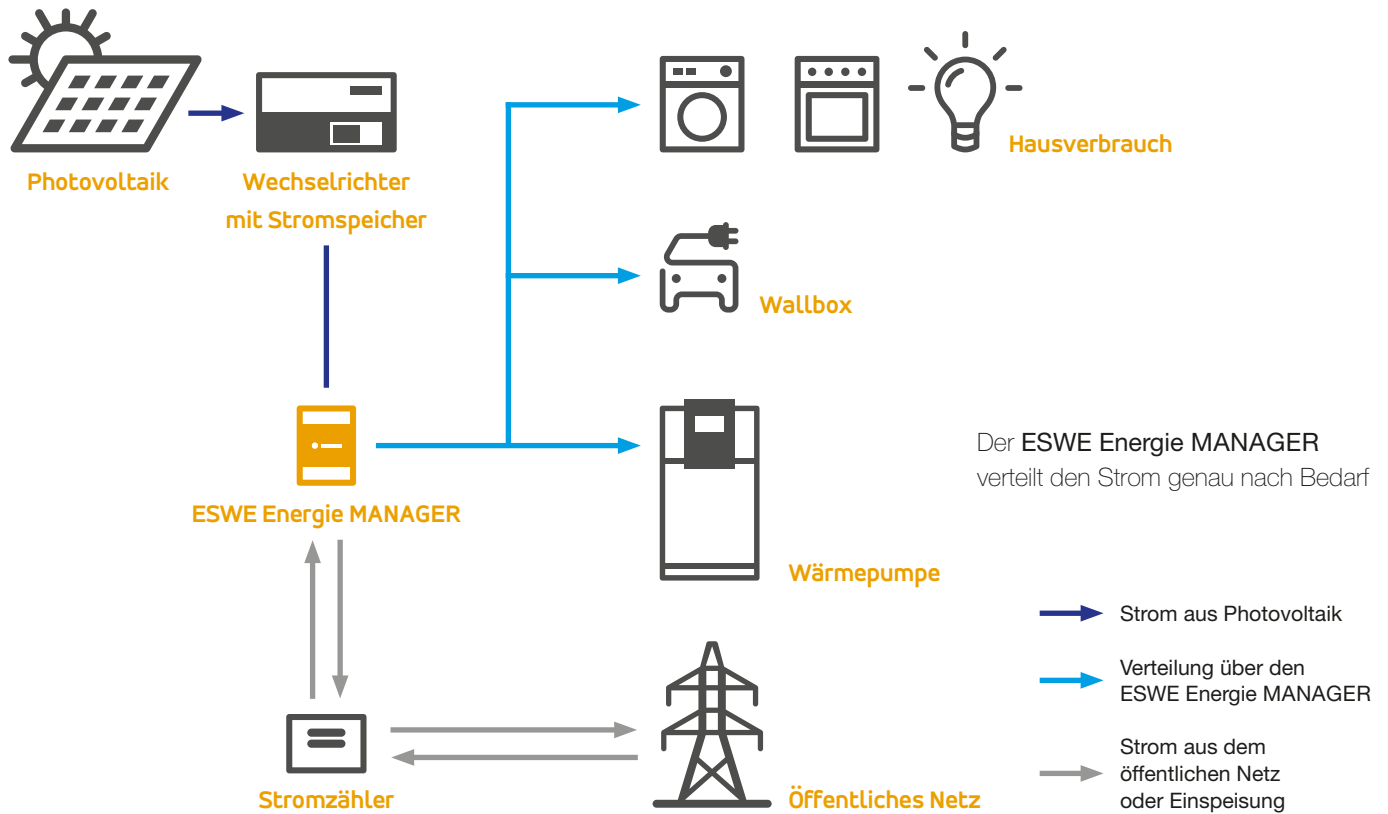 Photovoltaik
Wechselrichter
mit Stromspeicher
Hausverbrauch
Wallbox
ESWE Energie MANAGER
Wärmepumpe
Der ESWE Energie MANAGER
verteilt den Strom genau nach Bedarf
Stromzähler
Öffentliches Netz
Strom aus Photovoltaik
Verteilung über den
ESWE Energie MANAGER
Strom aus dem
öffentlichen Netz
oder Einspeisung